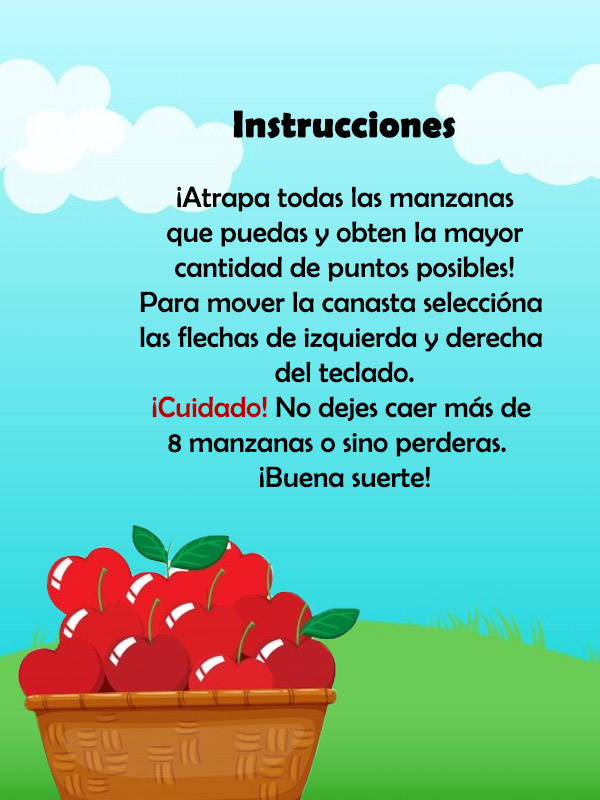 Instrucciones
¡Atrapa todas las manzanas
que puedas y obten la mayor
cantidad de puntos posibles!
Para mover la canasta seleccióna
las flechas de izquierda y derecha
del teclado.
¡Cuidado! No dejes caer más de
8 manzanas o sino perderas.
¡Buena suerte!